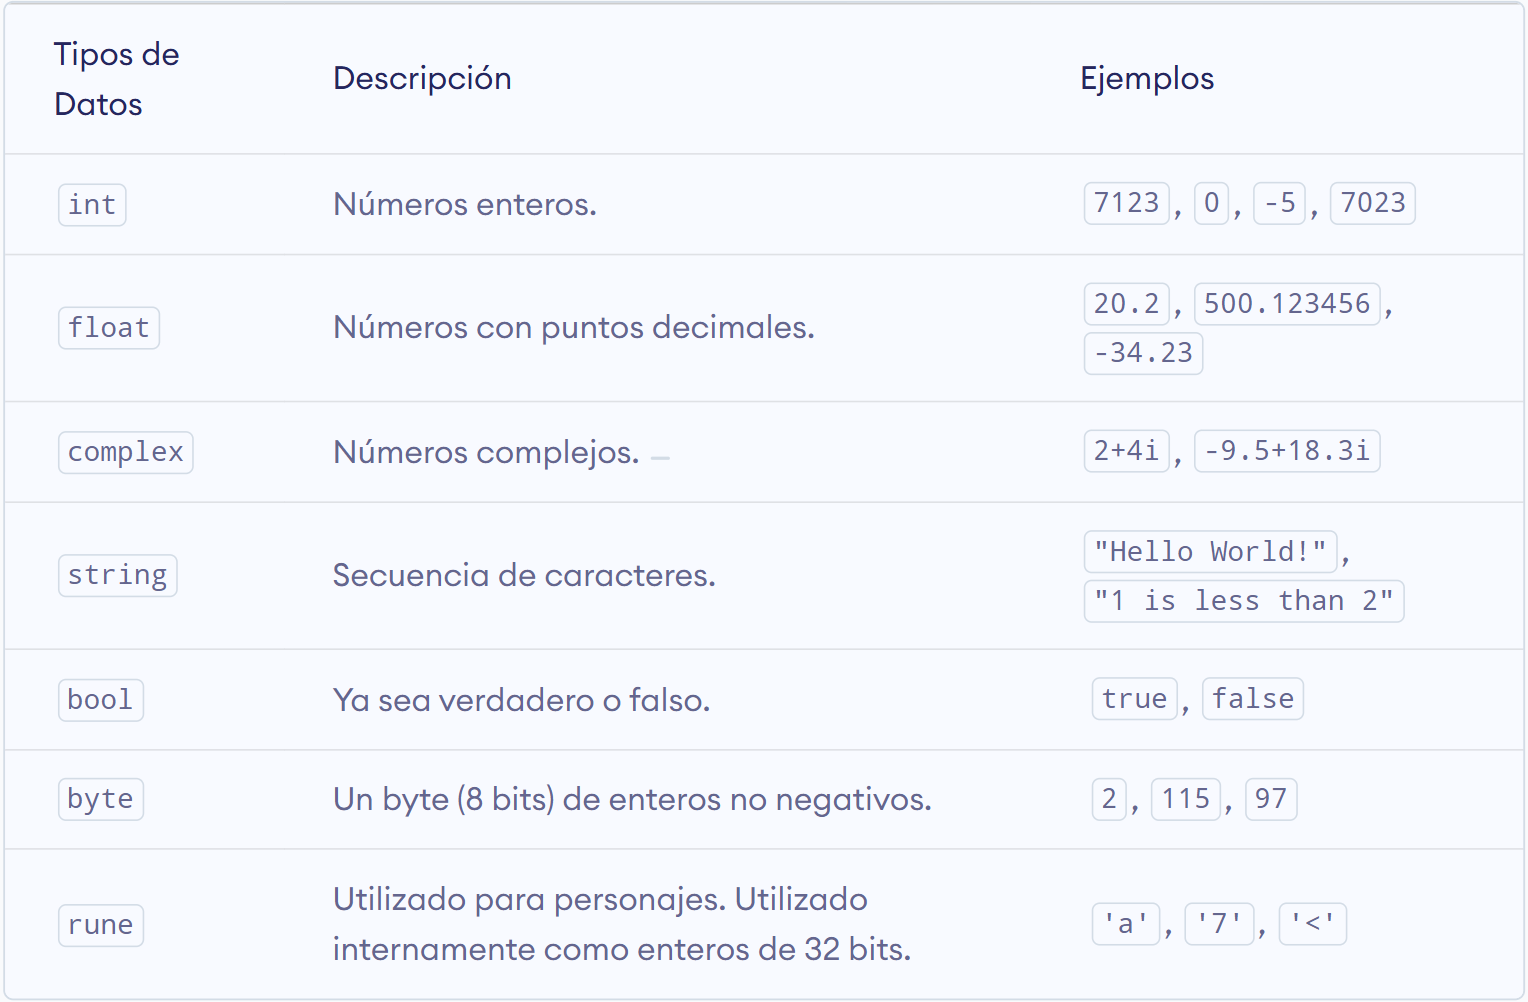 Tipos de
Datos
Descripción
Ejemplos
int
Números enteros.
7123, 0, -5, 7023
float
Números con puntos decimales.
20.2, 500.123456,
-34.23
complex
Números complejos.
2+4i, -9.5+18.3i
string
Secuencia de caracteres.
"Hello World!",
"1 is less than 2"
bool
Ya sea verdadero o falso.
true, false
byte
Un byte (8 bits) de enteros no negativos.
2, 115, 97
rune
Utilizado para personajes. Utilizado
internamente como enteros de 32 bits.
'a', '7', '<'